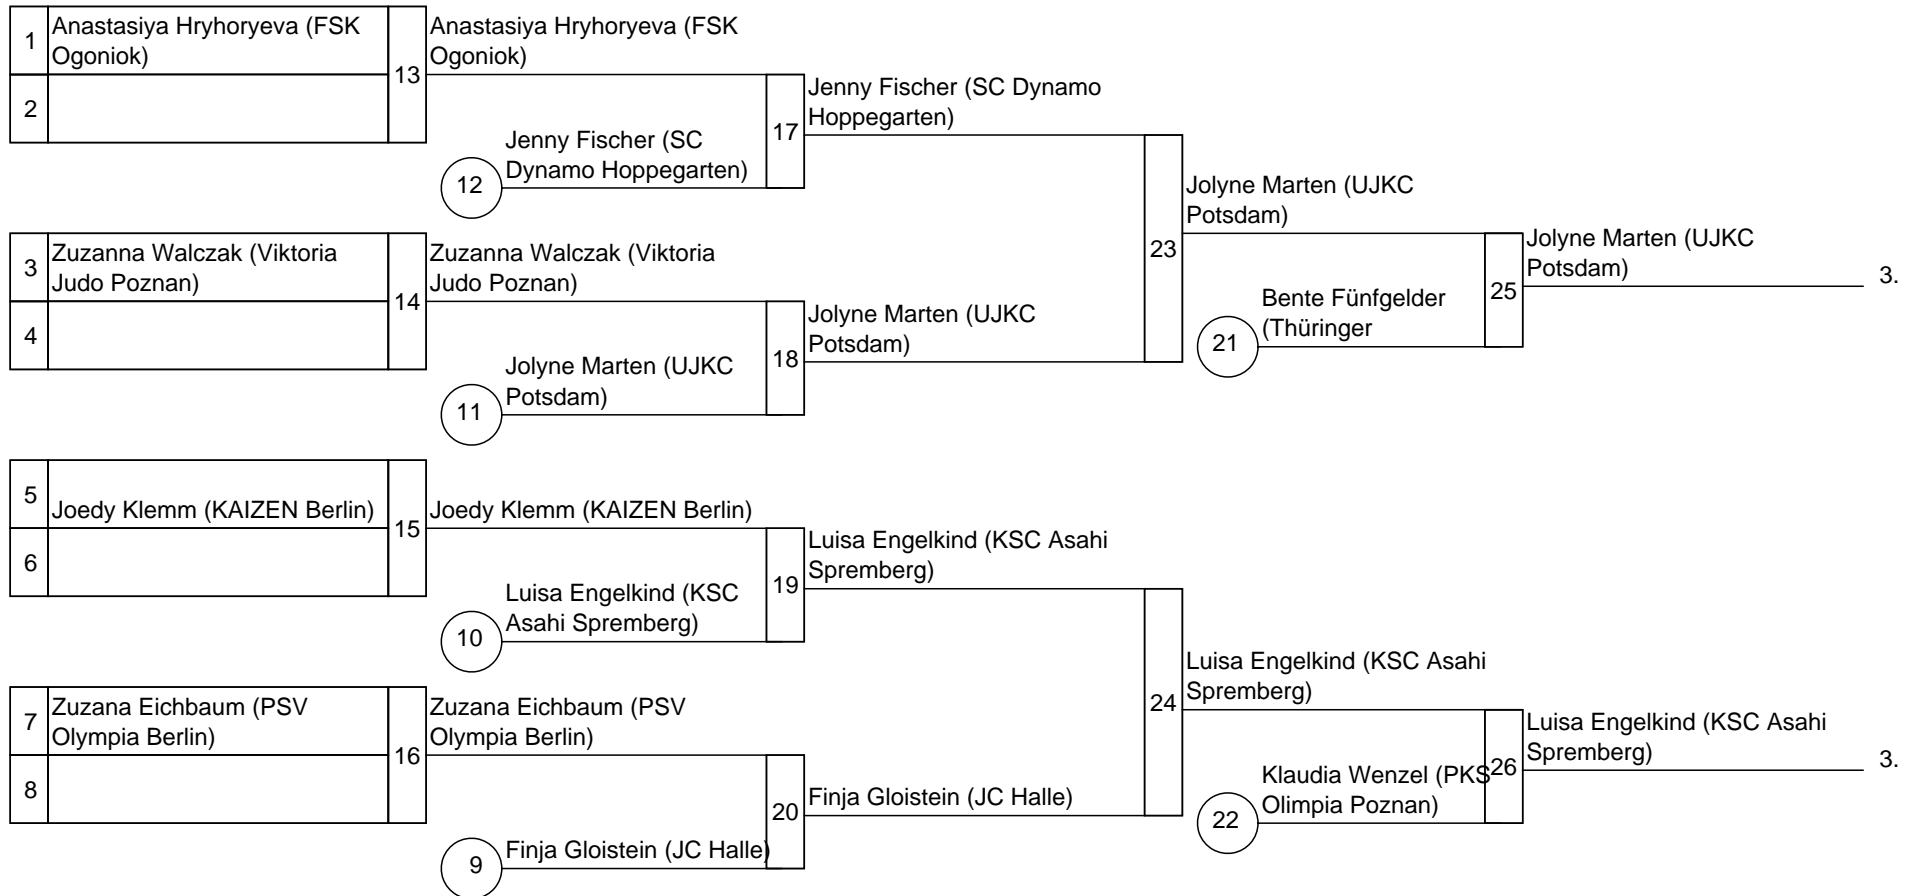 1
Anastasiya Hryhoryeva (FSK
Ogoniok)
2
13
Anastasiya Hryhoryeva (FSK
Ogoniok)
12
Jenny Fischer (SC
Dynamo Hoppegarten)
17
Jenny Fischer (SC Dynamo
Hoppegarten)
3
Zuzanna Walczak (Viktoria
Judo Poznan)
4
14
Zuzanna Walczak (Viktoria
Judo Poznan)
11
Jolyne Marten (UJKC
Potsdam)
18
Jolyne Marten (UJKC
Potsdam)
23
Jolyne Marten (UJKC
Potsdam)
21
Bente Fünfgelder
(Thüringer
25
Jolyne Marten (UJKC
Potsdam)
3.
5
Joedy Klemm (KAIZEN Berlin)
6
15
Joedy Klemm (KAIZEN Berlin)
10
Luisa Engelkind (KSC
Asahi Spremberg)
19
Luisa Engelkind (KSC Asahi
Spremberg)
7
Zuzana Eichbaum (PSV
Olympia Berlin)
8
16
Zuzana Eichbaum (PSV
Olympia Berlin)
9
Finja Gloistein (JC Halle)
20
Finja Gloistein (JC Halle)
24
Luisa Engelkind (KSC Asahi
Spremberg)
22
Klaudia Wenzel (PKS
Olimpia Poznan)
26
Luisa Engelkind (KSC Asahi
Spremberg)
3.